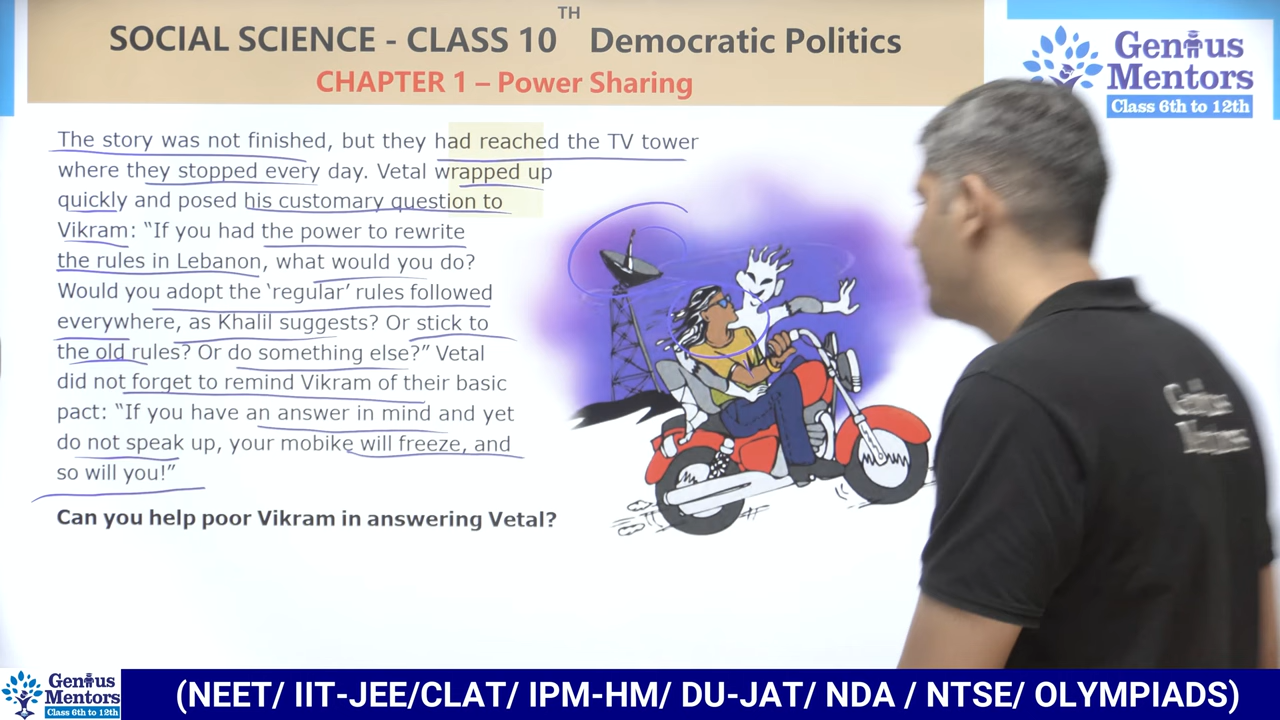 TH
SOCIAL SCIENCE - CLASS 10 Democratic Politics
CHAPTER 1 – Power Sharing
Genius
Mentors
Class 6th to 12th
The story was not finished, but they had reached the TV tower
where they stopped every day. Vetal wrapped up
quickly and posed his customary question to
Vikram: “If you had the power to rewrite
the rules in Lebanon, what would you do?
Would you adopt the ‘regular’ rules followed
everywhere, as Khalil suggests? Or stick to
the old rules? Or do something else?” Vetal
did not forget to remind Vikram of their basic
pact: “If you have an answer in mind and yet
do not speak up, your mobike will freeze, and
so will you!”
Can you help poor Vikram in answering Vetal?
Genius
Mentors
Genius
Mentors
Class 6th to 12th
(NEET/ IIT-JEE/CLAT/ IPM-HM/ DU-JAT/ NDA / NTSE/ OLYMPIADS)